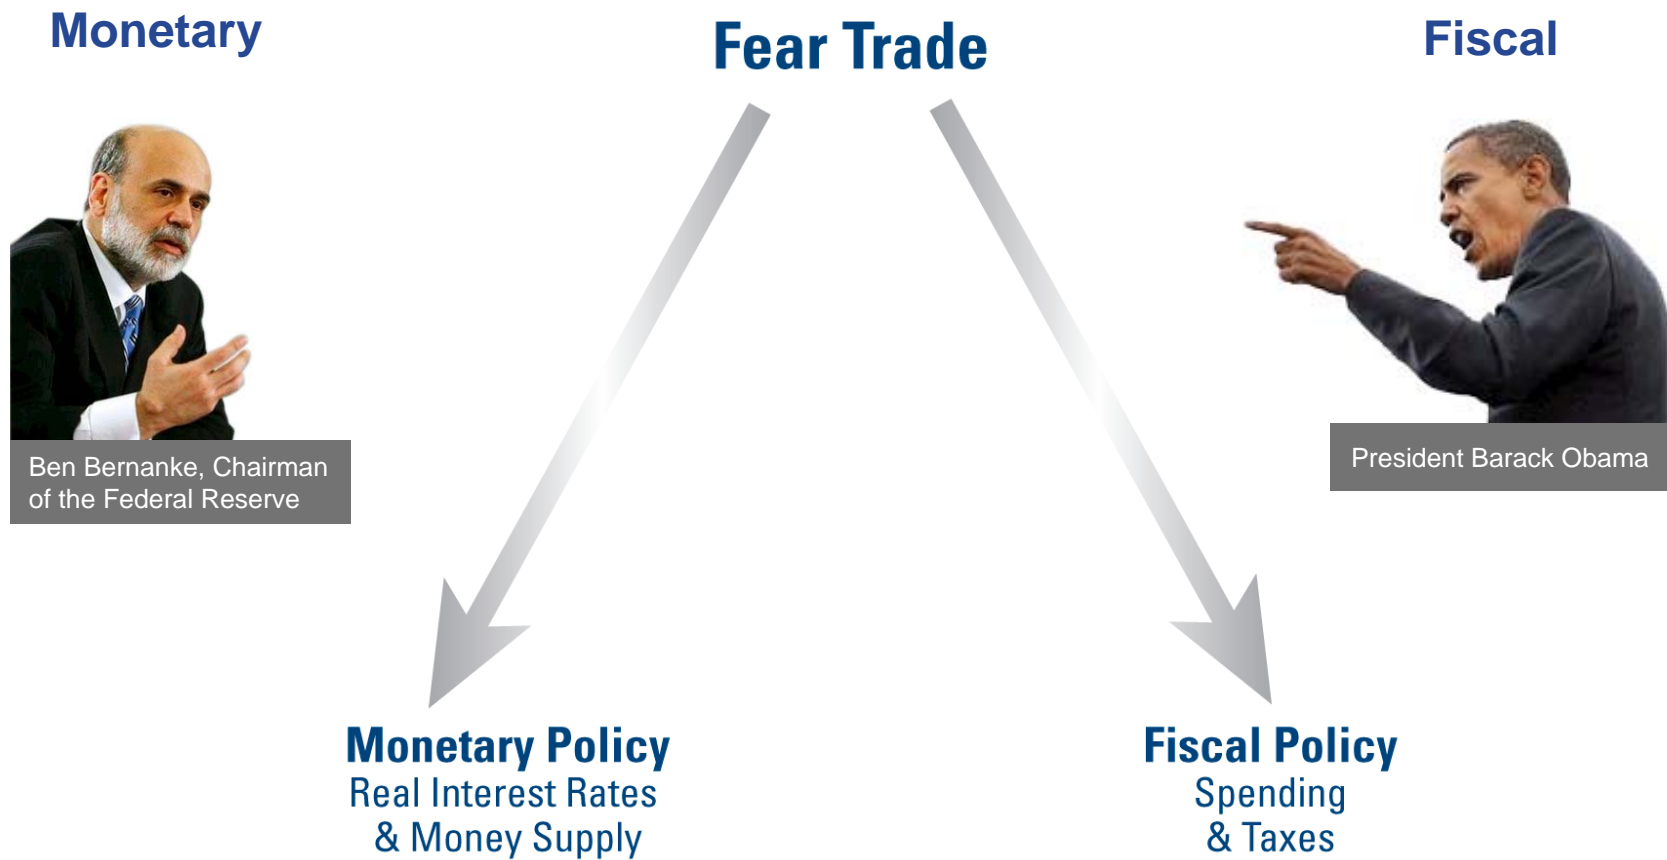 Monetary
Fear Trade
Fiscal
Ben Bernanke, Chairman
of the Federal Reserve
President Barack Obama
Monetary Policy
Real Interest Rates
& Money Supply
Fiscal Policy
Spending
& Taxes